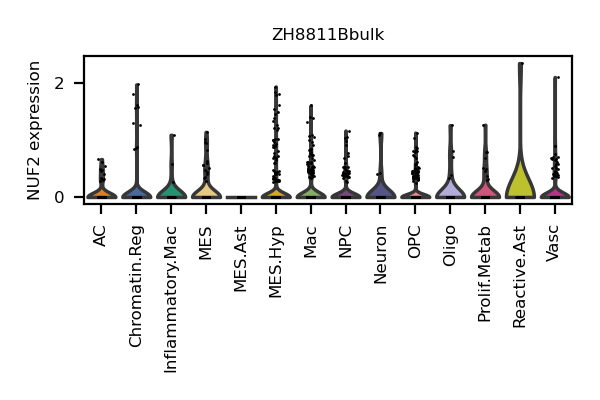 ZH8811Bbulk
NUF2 expression
2
0
AC
Chromatin.Reg
Inflammatory.Mac
MES
MES.Ast
MES.Hyp
Mac
NPC
Neuron
OPC
Oligo
Prolif.Metab
Reactive.Ast
Vasc